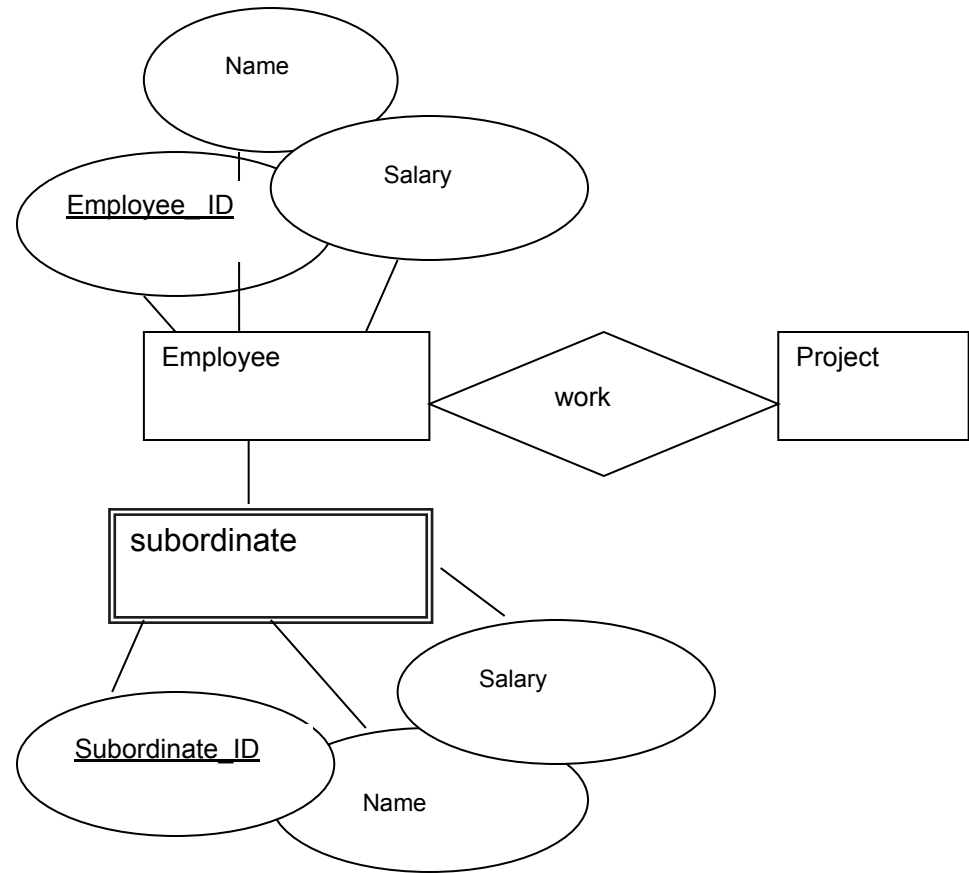 Name
Salary
Employee_ID
Employee
work
Project
subordinate
Salary
Subordinate_ID
Name